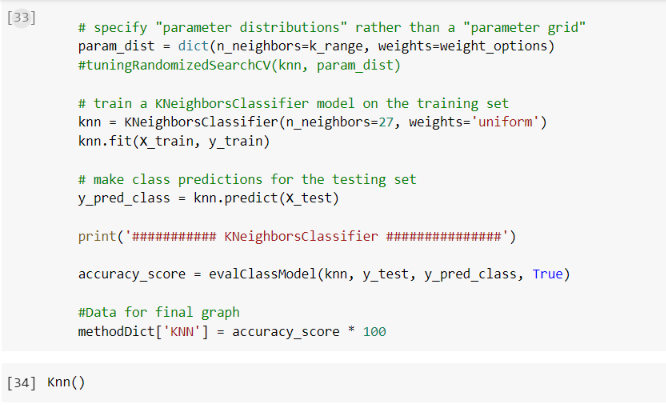 [33]
# specify "parameter distributions" rather than a "parameter grid"
param_dist = dict(n_neighbors=k_range, weights=weight_options)
#tuningRandomizedSearchCV(knn, param_dist)
# train a KNeighborsClassifier model on the training set
knn = KNeighborsClassifier(n_neighbors=27, weights='uniform')
knn.fit(X_train, y_train)
# make class predictions for the testing set
y_pred_class = knn.predict(X_test)
print('########### KNeighborsClassifier ###############')
accuracy_score = evalClassModel(knn, y_test, y_pred_class, True)
#Data for final graph
methodDict['KNN'] = accuracy_score * 100
[34] Knn()